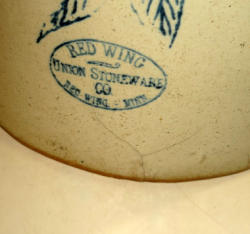 RED WING
UNION STONEWARE
CO.
RED WING - MINN.